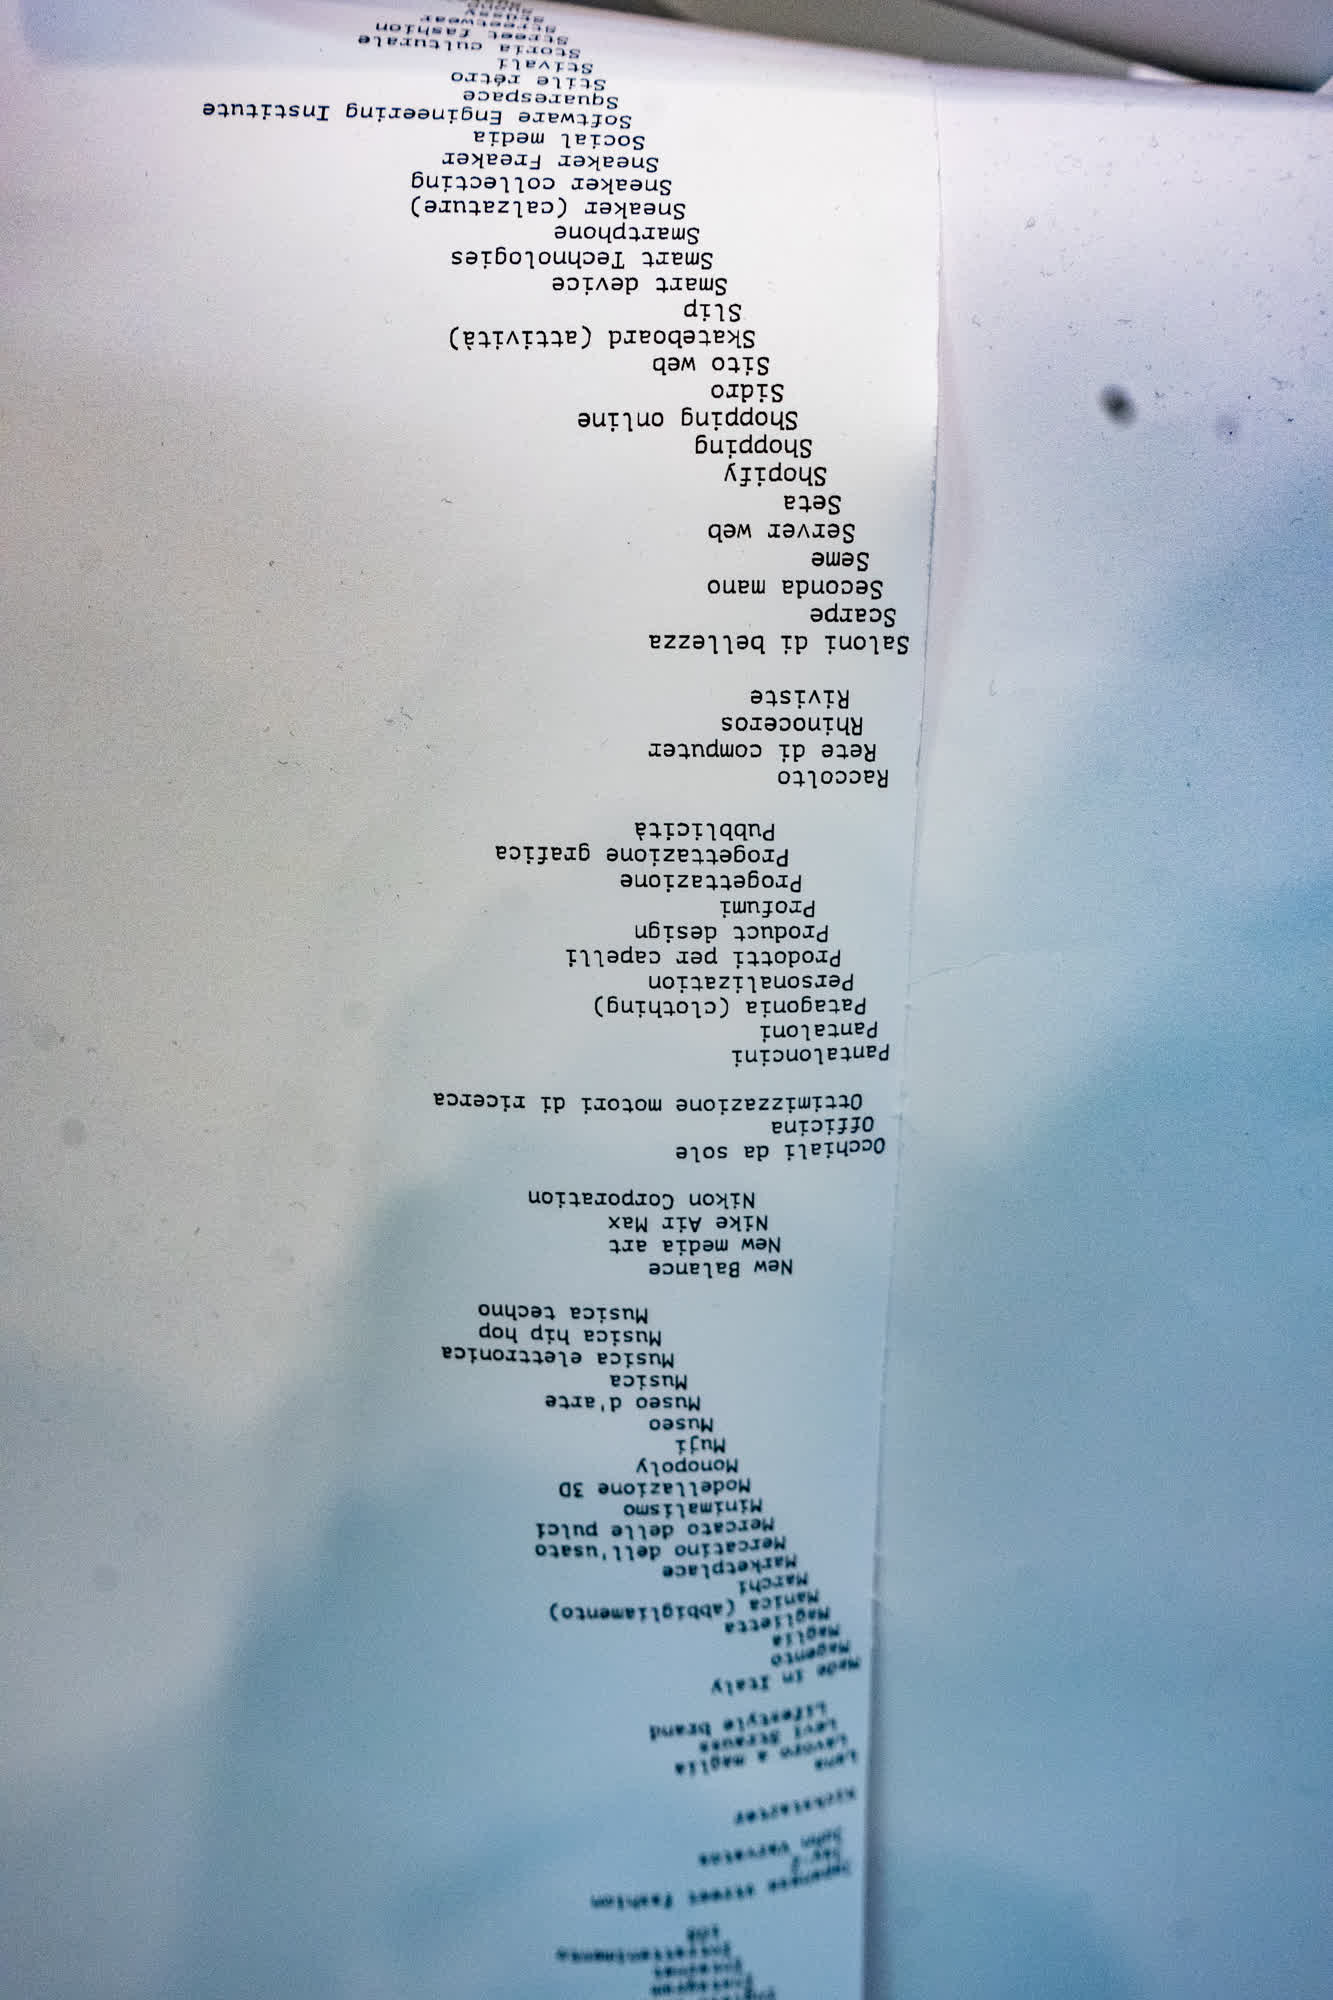 Instagram
Internet
Intrattenimento
iOS
Japanese street fashion
Jay-Z
John Varvatos
Kickstarter
Lana
Lavoro a maglia
Levi Strauss
Lifestyle brand
Made in Italy
Magento
Maglia
Maglietta
Manica (abbigliamento)
Marchi
Marketplace
Mercatino dell'usato
Mercato delle pulci
Minimalismo
Modellazione 3D
Monopoly
Muji
Museo
Museo d'arte
Musica
Musica elettronica
Musica hip hop
Musica techno
New Balance
New media art
Nike Air Max
Nikon Corporation
Occhiali da sole
Officina
Ottimizzazione motori di ricerca
Pantaloncini
Pantaloni
Patagonia (clothing)
Personalization
Prodotti per capelli
Product design
Profumi
Progettazione
Progettazione grafica
Pubblicità
Raccolto
Rete di computer
Rhinoceros
Riviste
Saloni di bellezza
Scarpe
Seconda mano
Seme
Server web
Seta
Shopify
Shopping
Shopping online
Sidro
Sito web
Skateboard (attività)
Slip
Smart device
Smart Technologies
Smartphone
Sneaker (calzature)
Sneaker collecting
Sneaker Freaker
Social media
Software Engineering Institute
Squarespace
Stile rétro
Stivali
Storia culturale
Street fashion
Streetwear